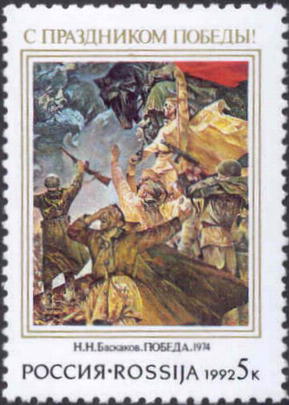 С ПРАЗДНИКОМ ПОБЕДЫ!
Н.Н.Баскаков.ПОБЕДА.1974
РОССИЯ•ROSSIJA 1992 5 К